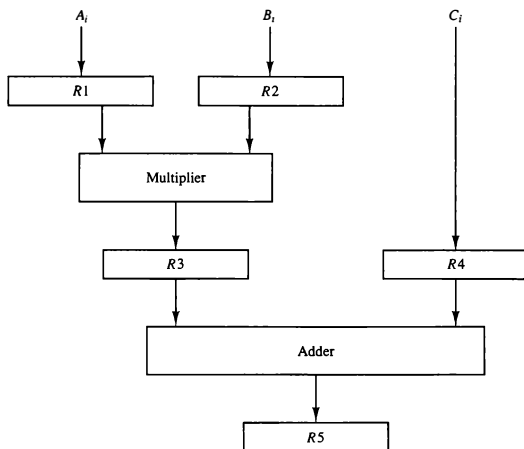 A_i B_i C_i
R1 R2
Multiplier
R3 R4
Adder
R5